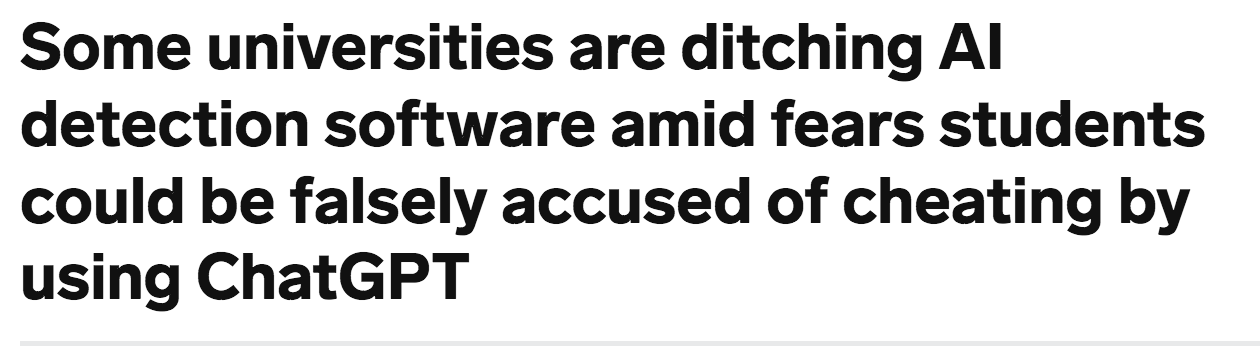 Some universities are ditching AI
detection software amid fears students
could be falsely accused of cheating by
using ChatGPT